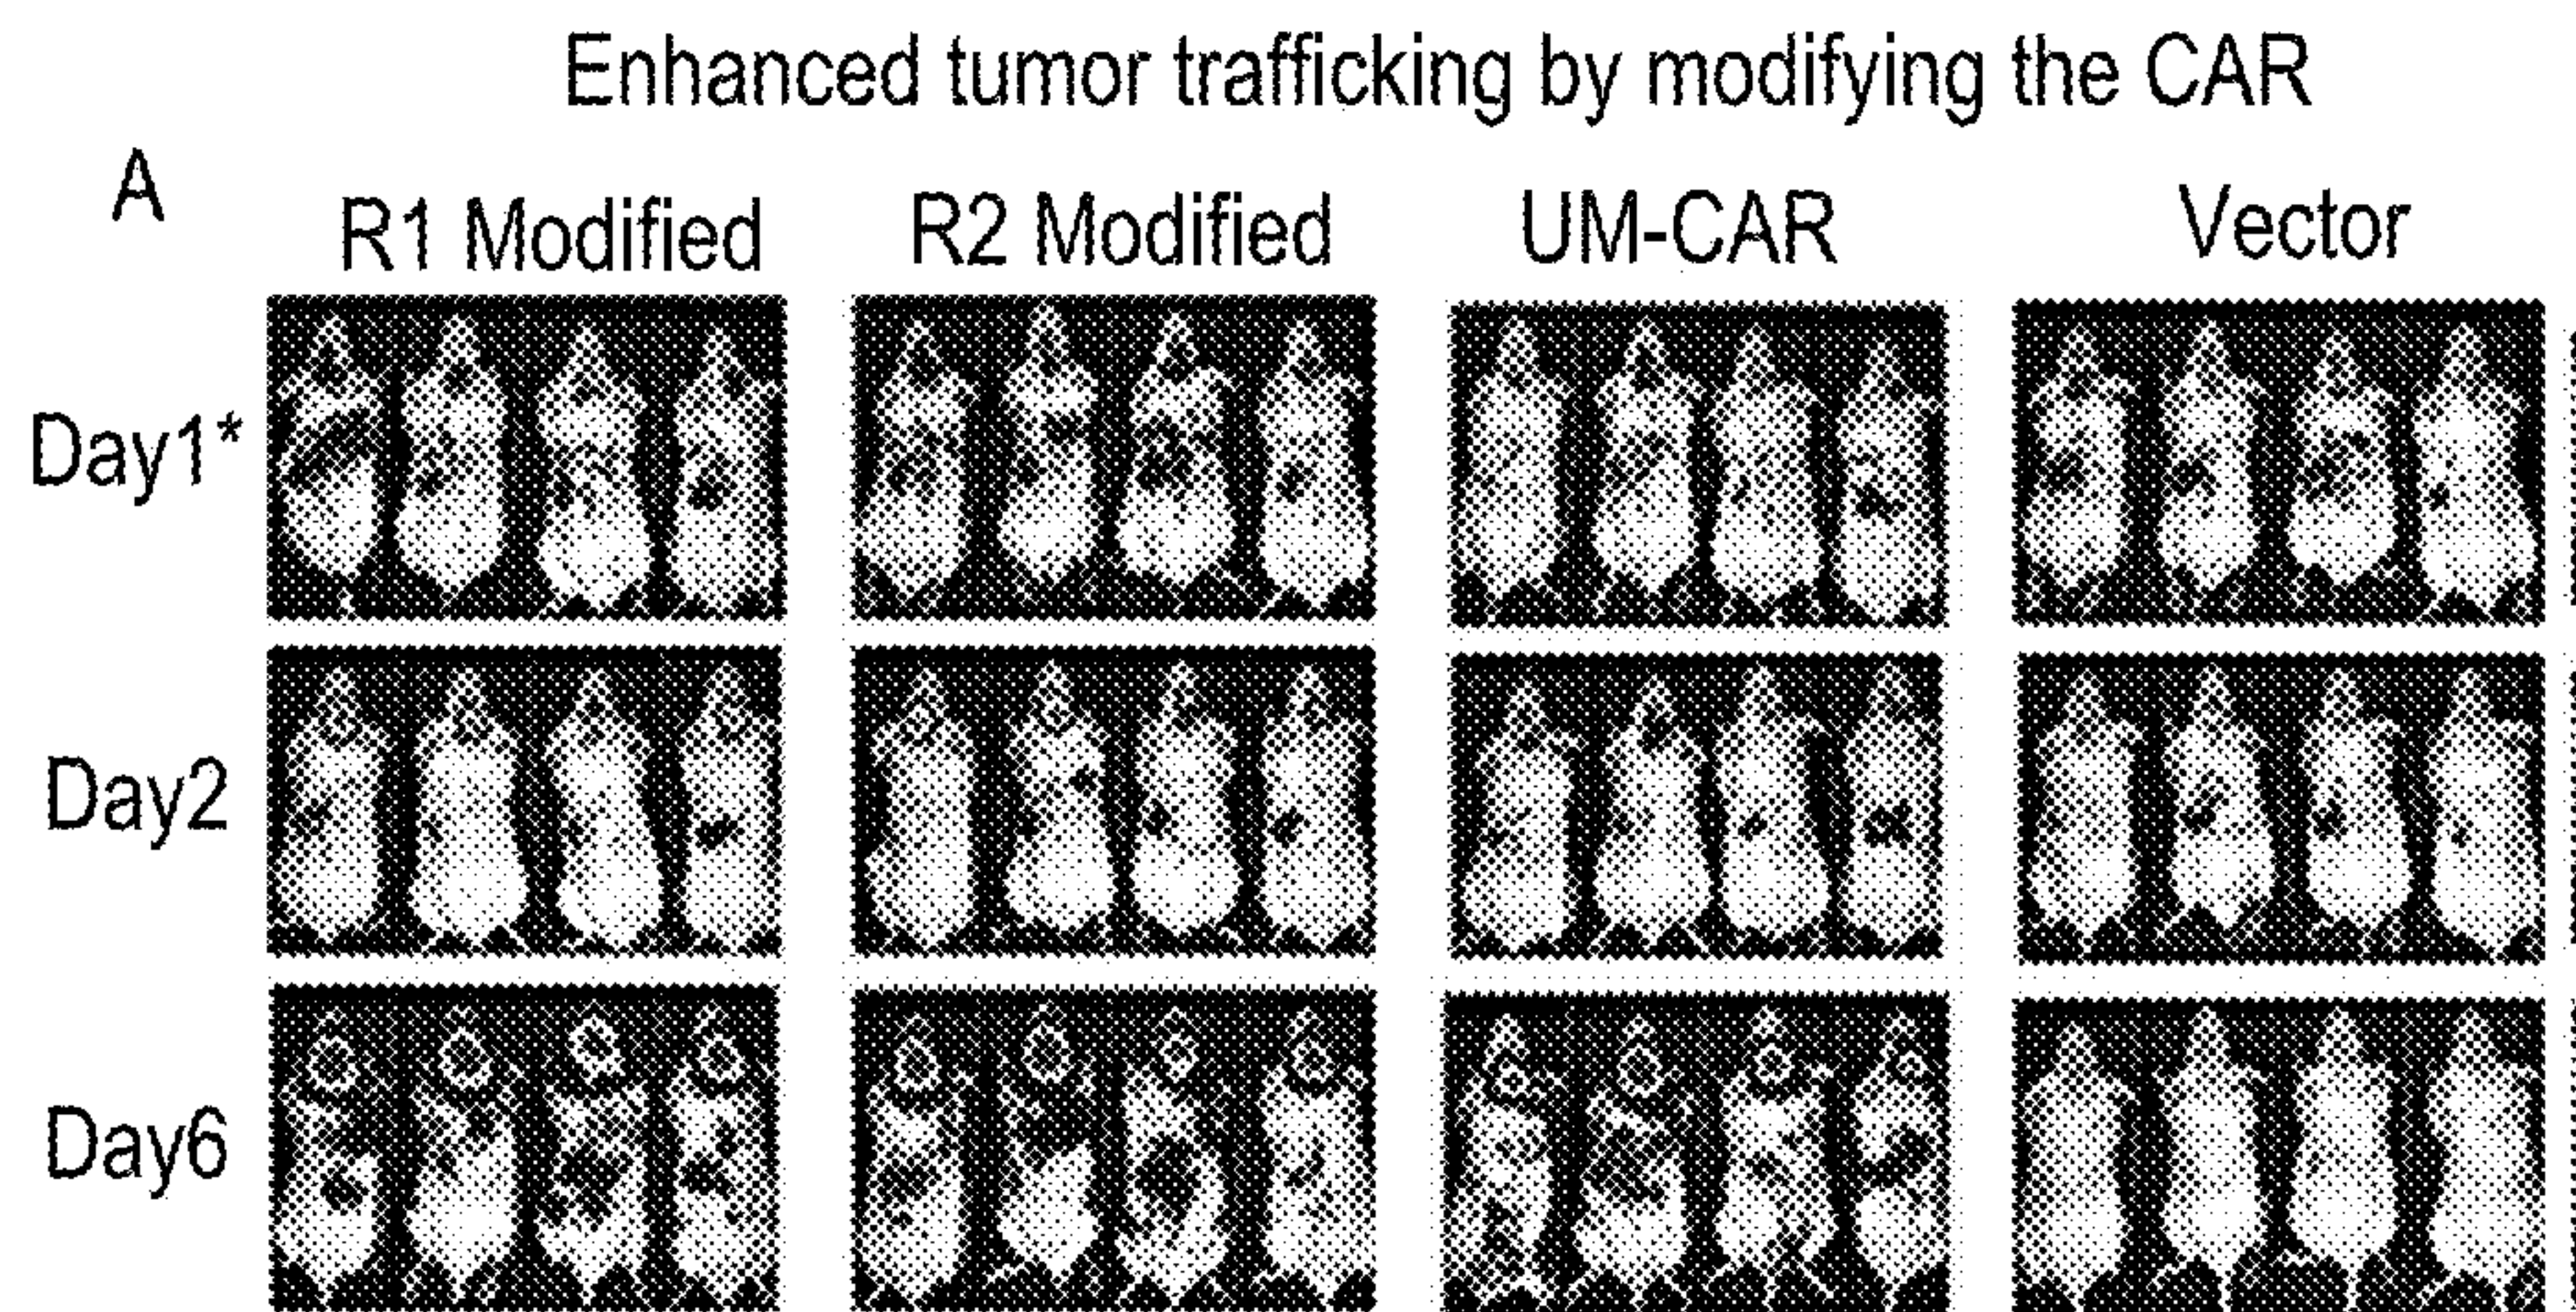 Enhanced tumor trafficking by modifying the CAR
A
R1 Modified R2 Modified UM-CAR Vector
Day1*
Day2
Day6